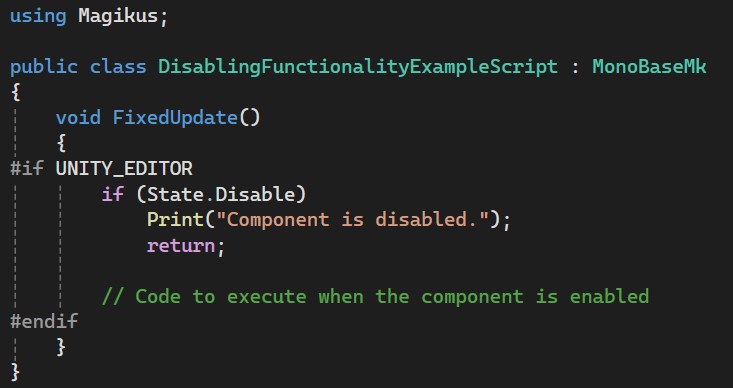 using Magikus;
public class DisablingFunctionalityExampleScript : MonoBaseMk
{
void FixedUpdate()
{
#if UNITY_EDITOR
if (State.Disable)
Print("Component is disabled.");
return;
// Code to execute when the component is enabled
#endif
}
}